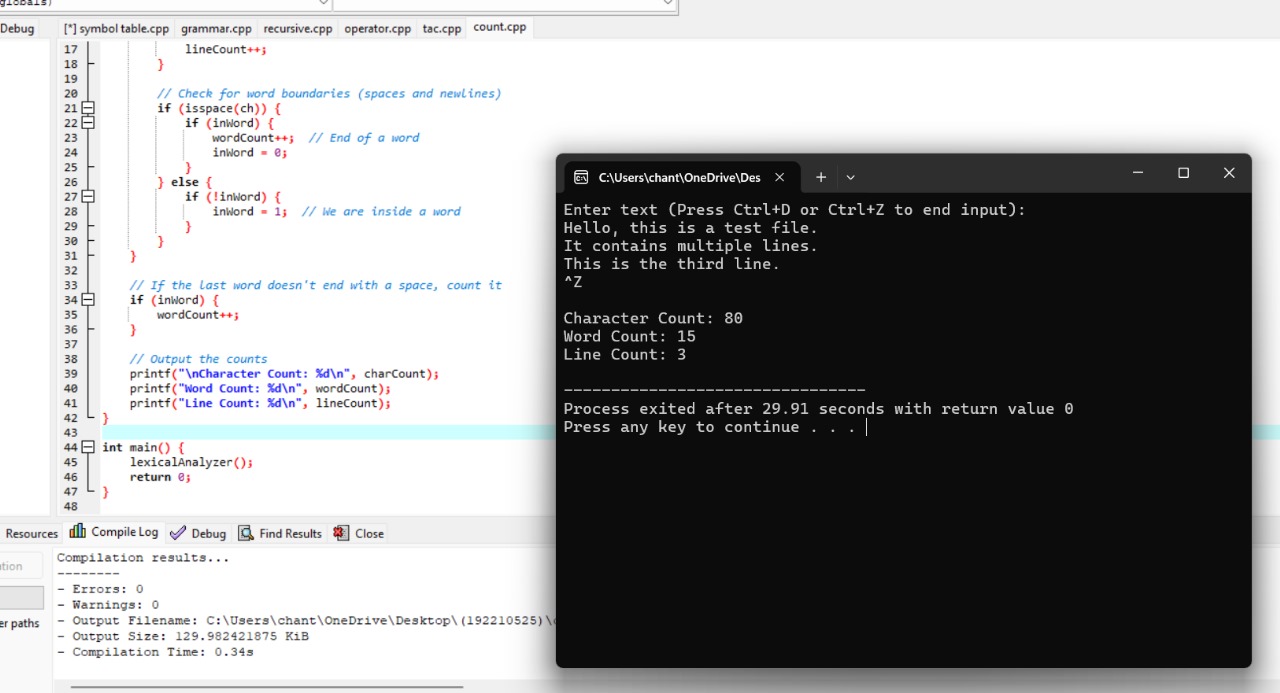 globals)
Debug
[*] symbol table.cpp grammar.cpp recursive.cpp operator.cpp tac.cpp count.cpp
17 lineCount++;
18 }
19
20 // Check for word boundaries (spaces and newlines)
21 if (isspace(ch)) {
22 if (inWord) {
23 wordCount++; // End of a word
24 inWord = 0;
25 }
26 } else {
27 if (!inWord) {
28 inWord = 1; // We are inside a word
29 }
30 }
31 }
32
33 // If the last word doesn't end with a space, count it
34 if (inWord) {
35 wordCount++;
36 }
37
38 // Output the counts
39 printf("\nCharacter Count: %d\n", charCount);
40 printf("Word Count: %d\n", wordCount);
41 printf("Line Count: %d\n", lineCount);
42 }
43
44 int main() {
45 lexicalAnalyzer();
46 return 0;
47 }
48
C:\Users\chant\OneDrive\Des
Enter text (Press Ctrl+D or Ctrl+Z to end input):
Hello, this is a test file.
It contains multiple lines.
This is the third line.
^Z
Character Count: 80
Word Count: 15
Line Count: 3
--------------------------------
Process exited after 29.91 seconds with return value 0
Press any key to continue . . .
Resources Compile Log Debug Find Results Close
tion
er paths
Compilation results...
--------
- Errors: 0
- Warnings: 0
- Output Filename: C:\Users\chant\OneDrive\Desktop\(192210525)\
- Output Size: 129.982421875 KiB
- Compilation Time: 0.34s